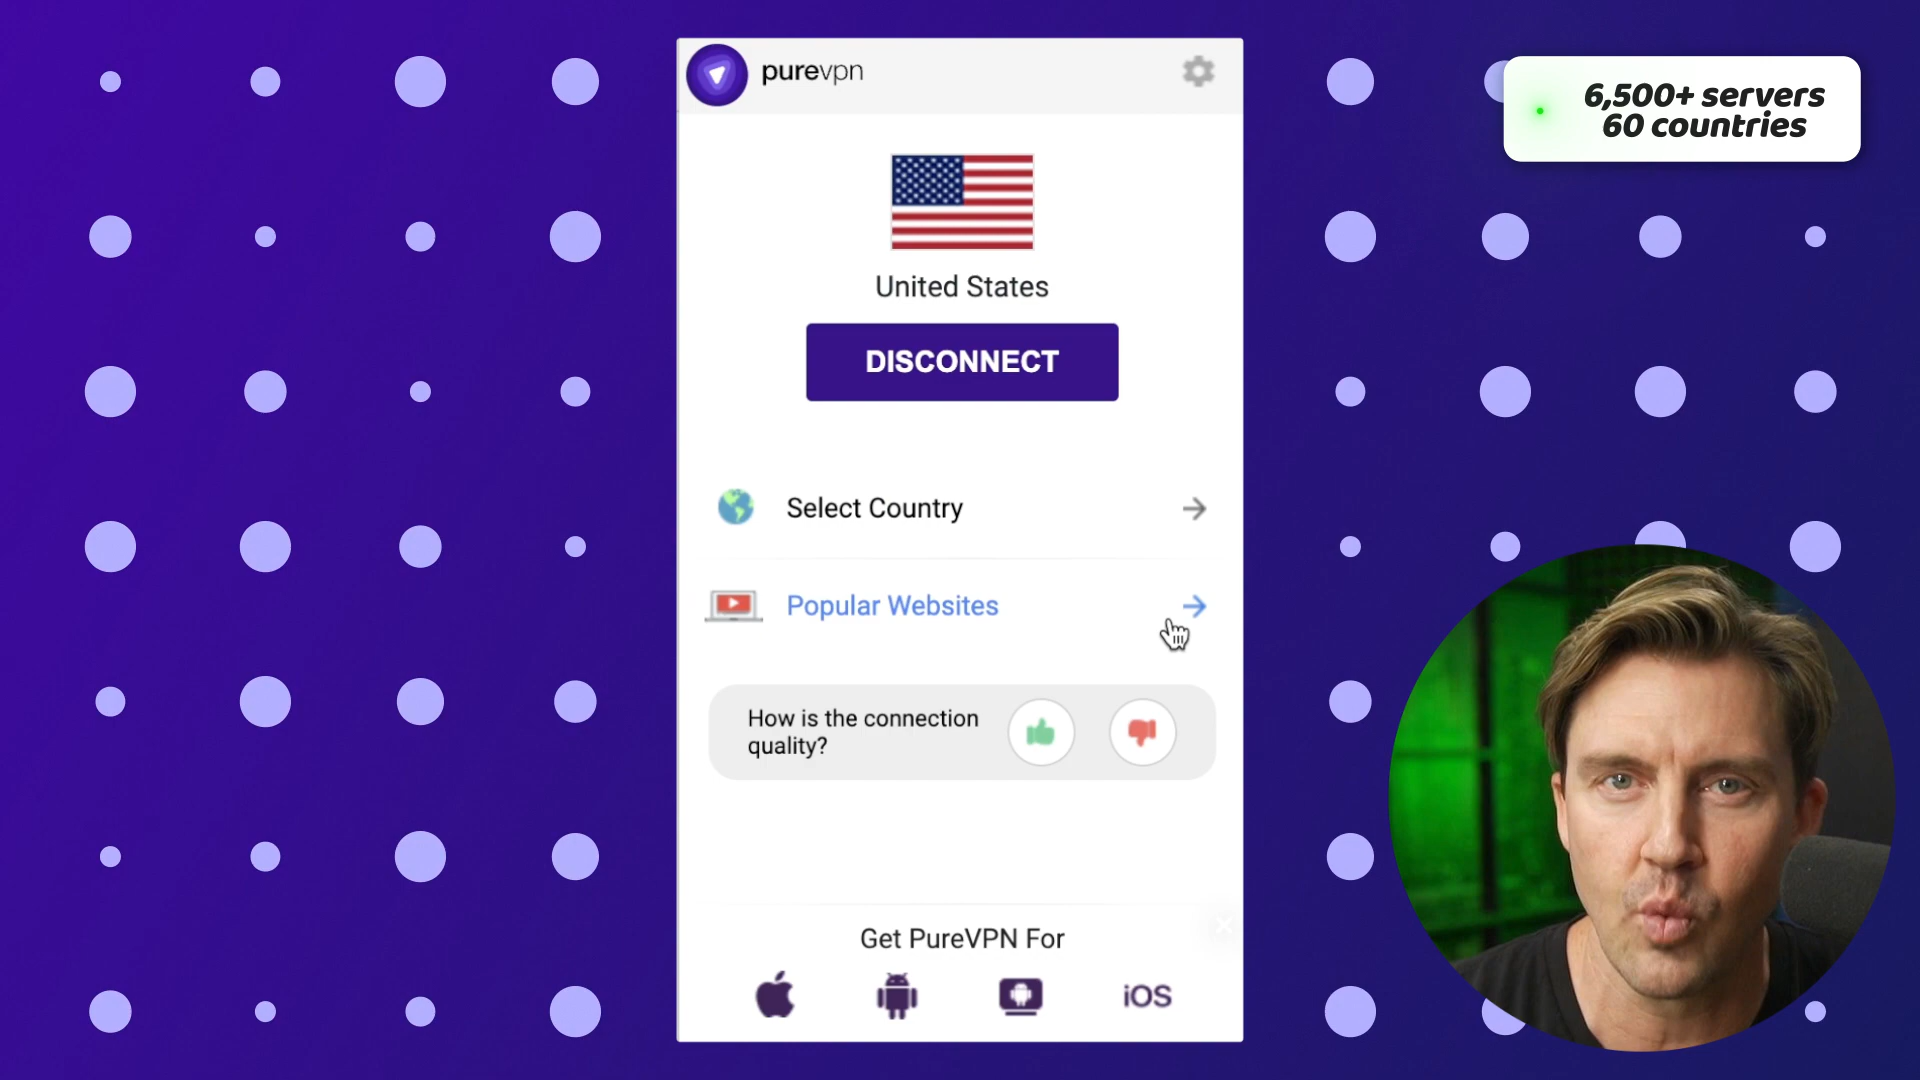 purevpn
6,500+ servers
60 countries
United States
DISCONNECT
Select Country
Popular Websites
How is the connection
quality?
Get PureVPN For
iOS